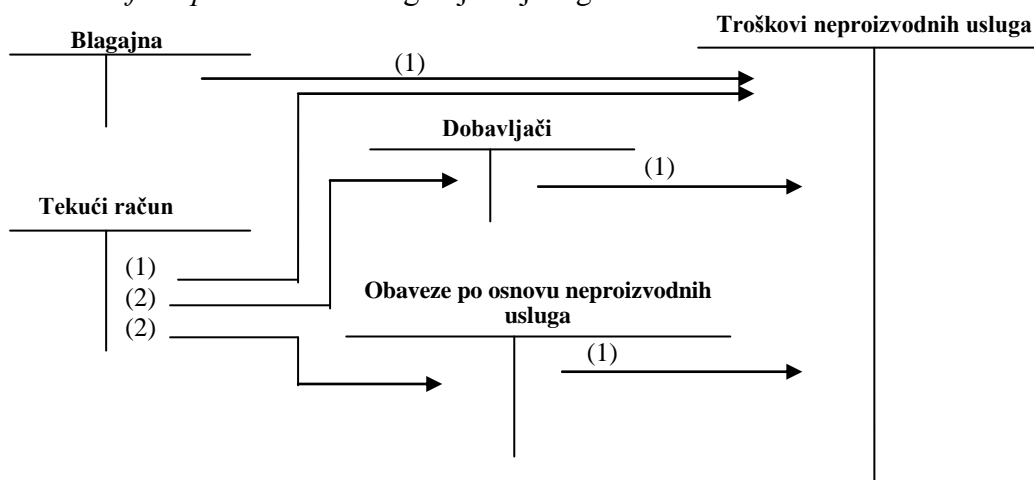 Troškovi neproizvodnih usluga
Blagajna
(1)
Dobavljači
(1)
Tekući račun
(1)
(2)
(2)
Obaveze po osnovu neproizvodnih
usluga
(1)